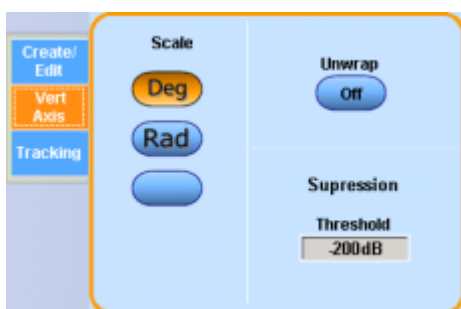 Create/
Edit
Vert
Axis
Tracking
Scale
Deg
Rad
Unwrap
Off
Supression
Threshold
-200dB